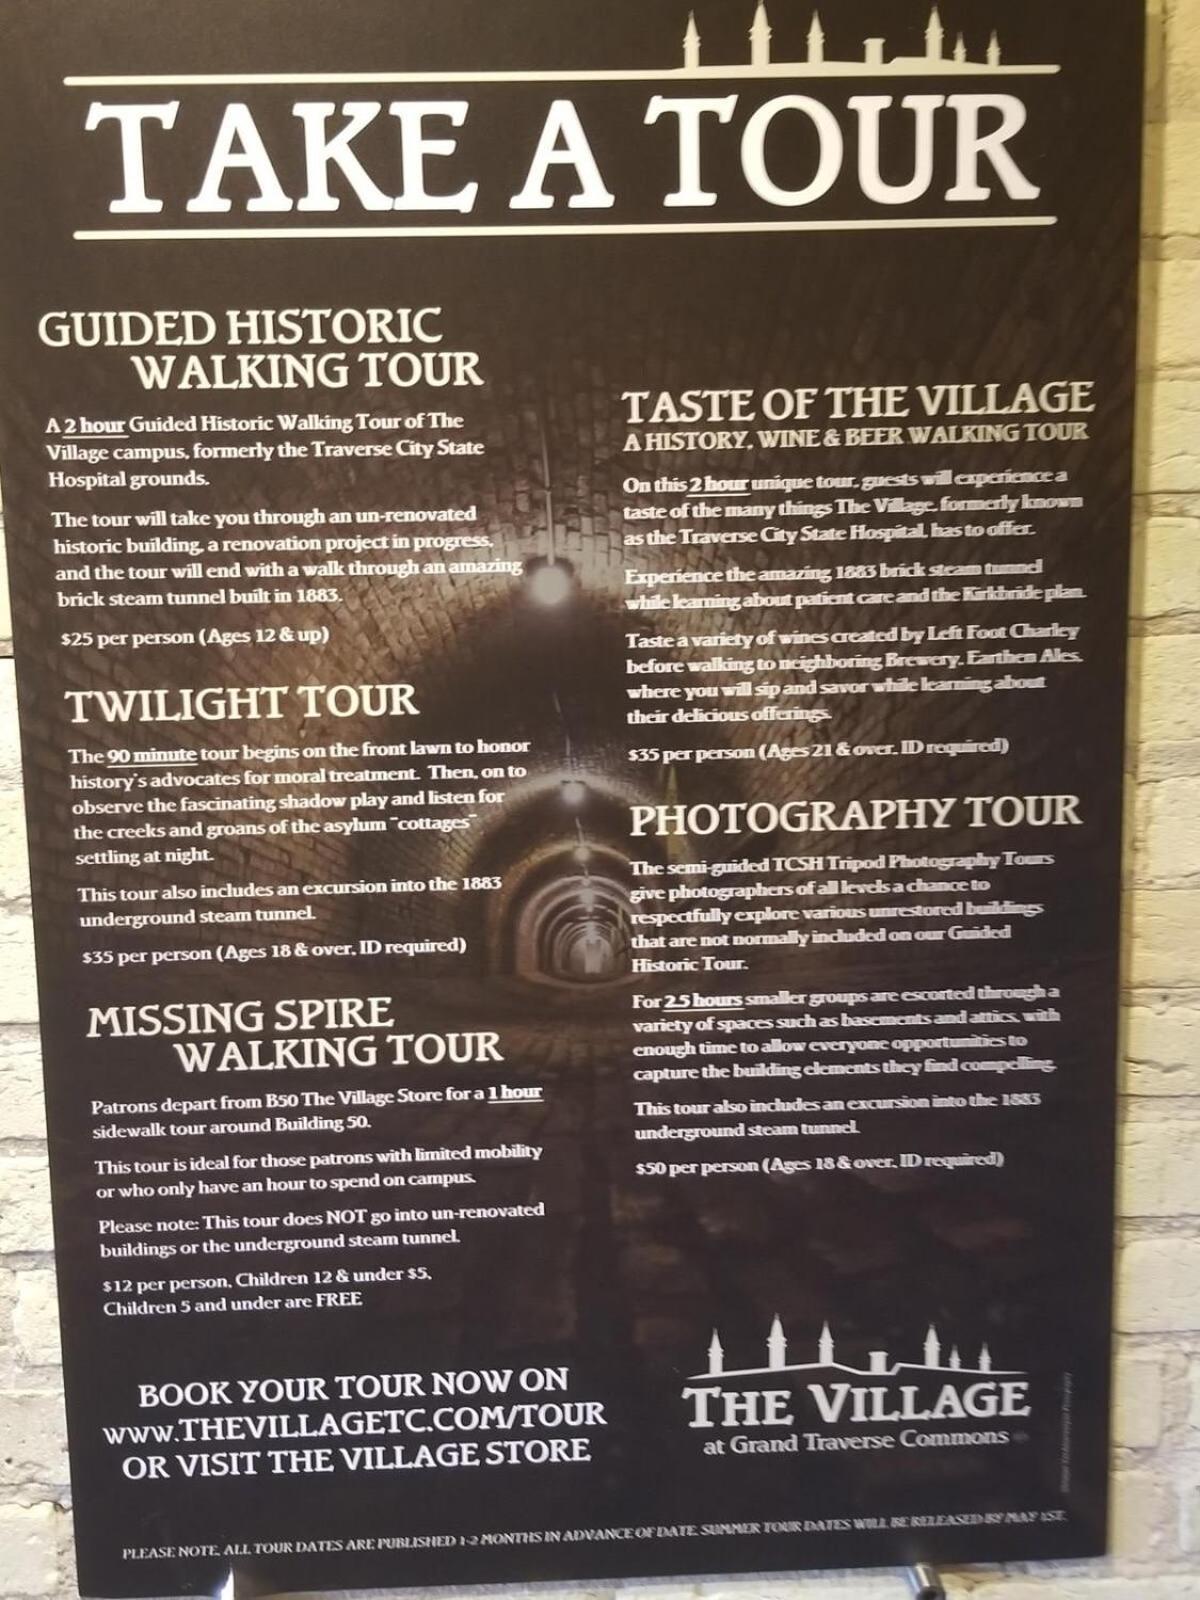 TAKE A TOUR
GUIDED HISTORIC
WALKING TOUR
A 2 hour Guided Historic Walking Tour of The
Village campus, formerly the Traverse City State
Hospital grounds.
The tour will take you through an un-renovated
historic building, a renovation project in progress,
and the tour will end with a walk through an amazing
brick steam tunnel built in 1883.
$25 per person (Ages 12 & up)
TWILIGHT TOUR
The 90 minute tour begins on the front lawn to honor
history's advocates for moral treatment. Then, on to
observe the fascinating shadow play and listen for
the creeks and groans of the asylum "cottages"
settling at night.
This tour also includes an excursion into the 1883
underground steam tunnel.
$35 per person (Ages 18 & over, ID required)
MISSING SPIRE
WALKING TOUR
Patrons depart from B50 The Village Store for a 1 hour
sidewalk tour around Building 50.
This tour is ideal for those patrons with limited mobility
or who only have an hour to spend on campus.
Please note: This tour does NOT go into un-renovated
buildings or the underground steam tunnel.
$12 per person, Children 12 & under $5,
Children 5 and under are FREE
BOOK YOUR TOUR NOW ON
www.THEVILLAGETC.COM/TOUR
OR VISIT THE VILLAGE STORE
TASTE OF THE VILLAGE
A HISTORY, WINE & BEER WALKING TOUR
On this 2 hour unique tour, guests will experience a
taste of the many things The Village, formerly known
as the Traverse City State Hospital, has to offer.
Experience the amazing 1883 brick steam tunnel
while learning about patient care and the Kirkbride plan.
Taste a variety of wines created by Left Foot Charley
before walking to neighboring Brewery, Earthen Ales,
where you will sip and savor while learning about
their delicious offerings.
$35 per person (Ages 21 & over, ID required)
PHOTOGRAPHY TOUR
The semi-guided TCSH Tripod Photography Tours
give photographers of all levels a chance to
respectfully explore various unrestored buildings
that are not normally included on our Guided
Historic Tour.
For 2.5 hours smaller groups are escorted through a
variety of spaces such as basements and attics, with
enough time to allow everyone opportunities to
capture the building elements they find compelling.
This tour also includes an excursion into the 1883
underground steam tunnel.
$50 per person (Ages 18 & over, ID required)
THE VILLAGE
at Grand Traverse Commons
PLEASE NOTE, ALL TOUR DATES ARE PUBLISHED 1-2 MONTHS IN ADVANCE OF DATE. SUMMER TOUR DATES WILL BE RELEASED BY MAY 1ST.